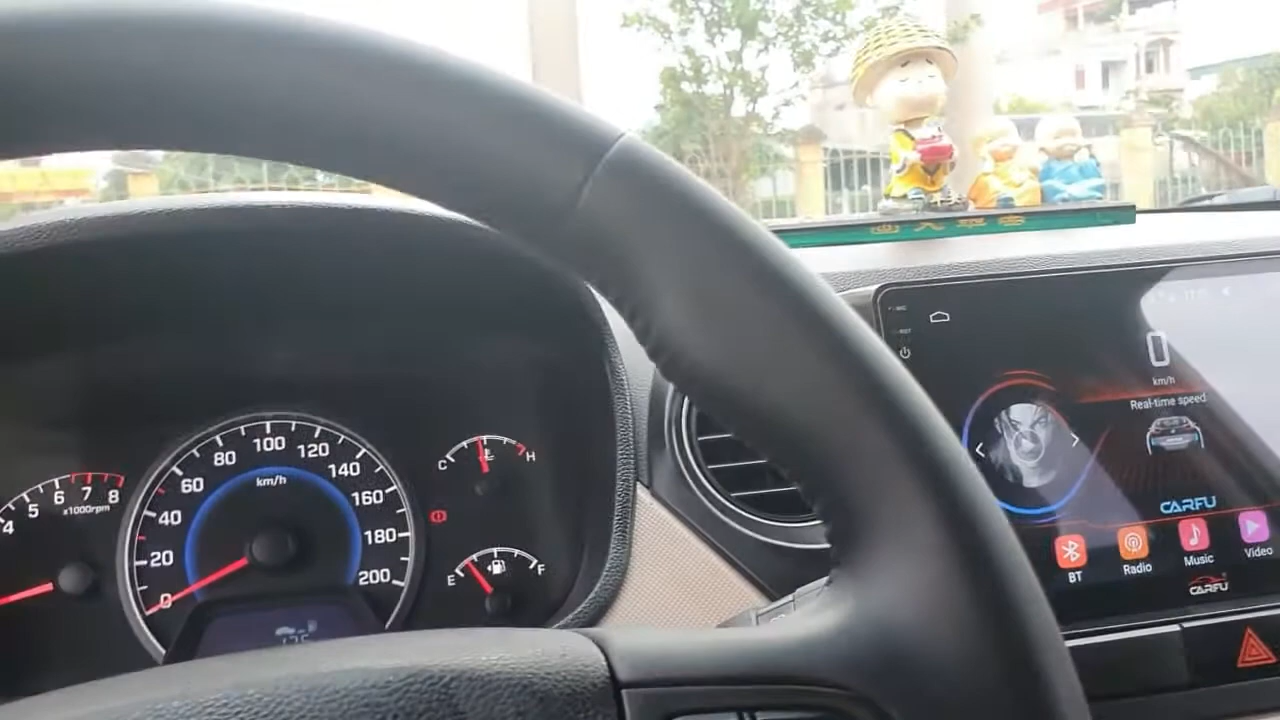 4 5 6 7 8
x1000rpm
0 20 40 60 80 100 120 140 160 180 200
km/h
C H
E F
0
km/h
Real-time speed
CARFU
BT Radio Music Video
CARFU